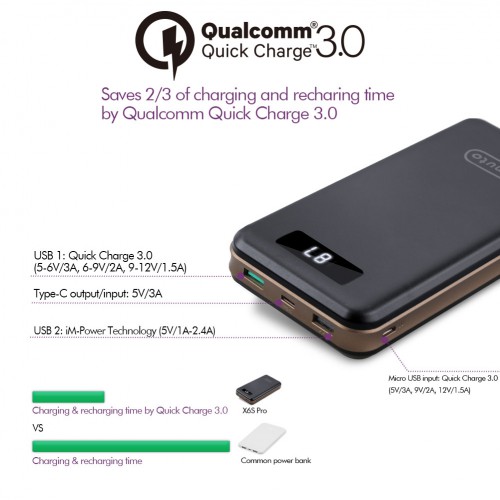 Qualcomm®
Quick Charge™ 3.0
Saves 2/3 of charging and recharing time
by Qualcomm Quick Charge 3.0
auto
LB
USB 1: Quick Charge 3.0
(5-6V/3A, 6-9V/2A, 9-12V/1.5A)
Type-C output/input: 5V/3A
USB 2: iM-Power Technology (5V/1A-2.4A)
Micro USB input: Quick Charge 3.0
(5V/3A, 9V/2A, 12V/1.5A)
Charging & recharging time by Quick Charge 3.0
X6S Pro
VS
Charging & recharging time
Common power bank